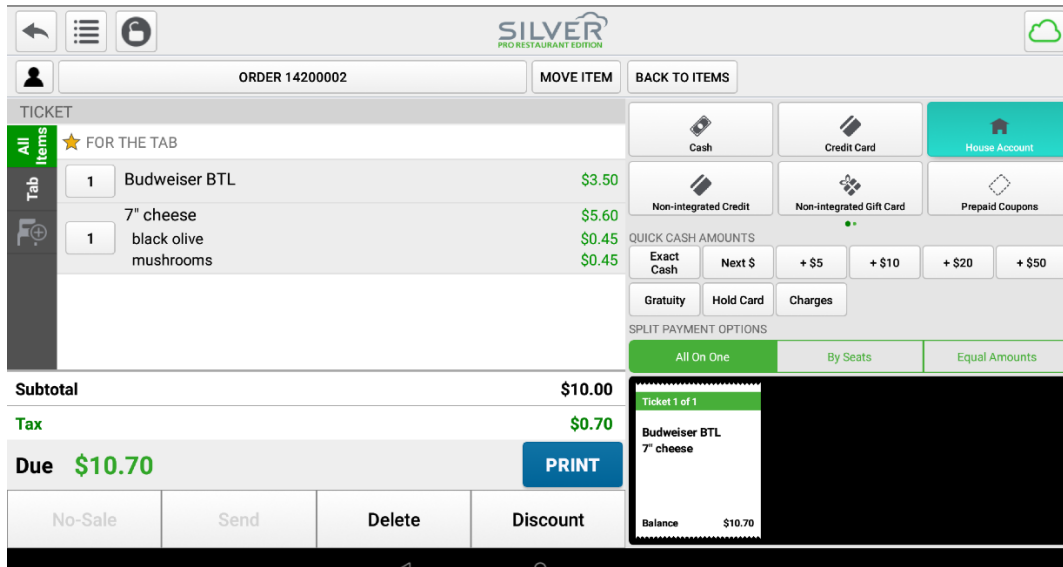 SILVER
PRO RESTAURANT EDITION
ORDER 14200002
MOVE ITEM
BACK TO ITEMS
TICKET
All Items
Tab
FOR THE TAB
1 Budweiser BTL $3.50
7" cheese $5.60
1 black olive $0.45
mushrooms $0.45
Subtotal $10.00
Tax $0.70
Due $10.70
PRINT
No-Sale Send Delete Discount
Cash Credit Card House Account
Non-integrated Credit Non-integrated Gift Card Prepaid Coupons
QUICK CASH AMOUNTS
Exact Cash Next $ + $5 + $10 + $20 + $50
Gratuity Hold Card Charges
SPLIT PAYMENT OPTIONS
All On One By Seats Equal Amounts
Ticket 1 of 1
Budweiser BTL
7" cheese
Balance $10.70